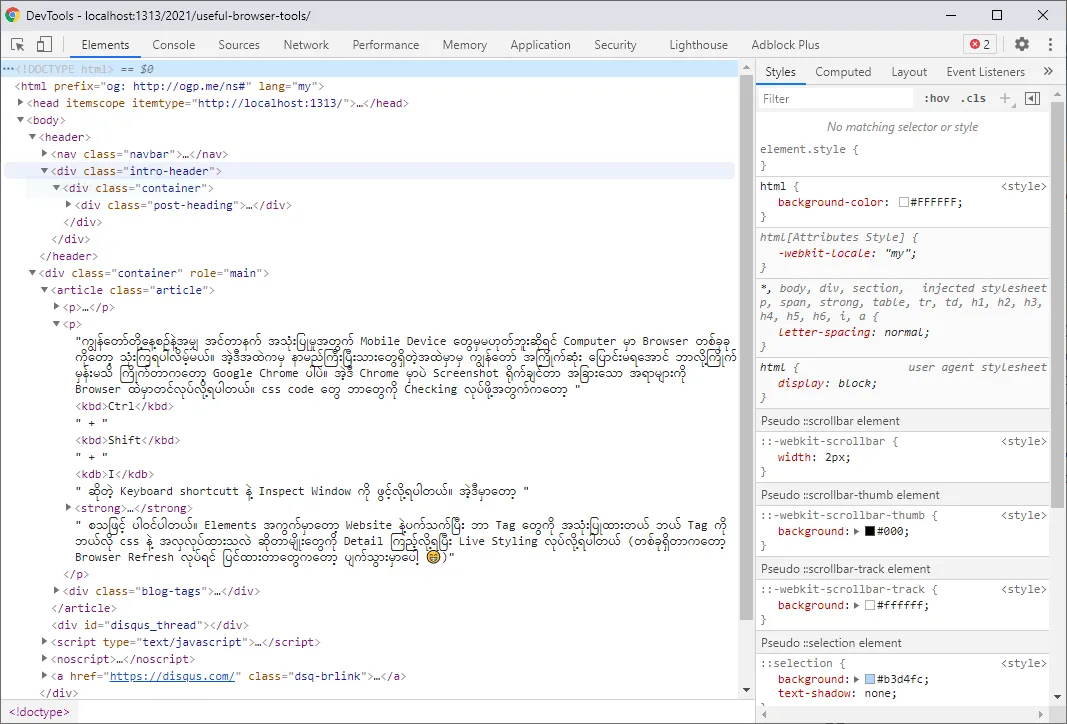 DevTools - localhost:1313/2021/useful-browser-tools/
Elements Console Sources Network Performance Memory Application Security Lighthouse Adblock Plus 2
<!DOCTYPE html> == $0
<html prefix="og: http://ogp.me/ns#" lang="my">
<head itemscope itemtype="http://localhost:1313/">…</head>
<body>
<header>
<nav class="navbar">…</nav>
<div class="intro-header">
<div class="container">
<div class="post-heading">…</div>
</div>
</div>
</header>
<div class="container" role="main">
<article class="article">
<p>…</p>
<p>
"ကျွန်တော်တို့နေ့စဉ်နဲ့အမျှ အင်တာနက် အသုံးပြုမှုအတွက် Mobile Device တွေမှမဟုတ်ဘူးဆိုရင် Computer မှာ Browser တစ်ခုခု
ကိုတော့ သုံးကြရပါလိမ့်မယ်။ အဲ့ဒီအထဲကမှ နာမည်ကြီးပြီးသားတွေရှိတဲ့အထဲမှာမှ ကျွန်တော် အကြိုက်ဆုံး ပြောင်းမရအောင် ဘာလို့ကြိုက်
မှန်းမသိ ကြိုက်တာကတော့ Google Chrome ပါပဲ။ အဲ့ဒီ Chrome မှာပဲ Screenshot ရိုက်ချင်တာ အခြားသော အရာများကို
Browser ထဲမှာတင်လုပ်လို့ရပါတယ်။ css code တွေ ဘာတွေကို Checking လုပ်ဖို့အတွက်ကတော့ "
<kbd>Ctrl</kbd>
" + "
<kbd>Shift</kbd>
" + "
<kdb>I</kdb>
" ဆိုတဲ့ Keyboard shortcutt နဲ့ Inspect Window ကို ဖွင့်လို့ရပါတယ်။ အဲ့ဒီမှာတော့ "
<strong>…</strong>
" စသဖြင့် ပါဝင်ပါတယ်။ Elements အကွက်မှာတော့ Website နဲ့ပက်သက်ပြီး ဘာ Tag တွေကို အသုံးပြုထားတယ် ဘယ် Tag ကို
ဘယ်လို css နဲ့ အလှလုပ်ထားသလဲ ဆိုတာမျိုးတွေကို Detail ကြည့်လို့ရပြီး Live Styling လုပ်လို့ရပါတယ် (တစ်ခုရှိတာကတော့
Browser Refresh လုပ်ရင် ပြင်ထားတာတွေကတော့ ပျက်သွားမှာပေါ့ 😁)"
</p>
<div class="blog-tags">…</div>
</article>
<div id="disqus_thread"></div>
<script type="text/javascript">…</script>
<noscript>…</noscript>
<a href="https://disqus.com/" class="dsq-brlink">…</a>
</div>
<!doctype>
Styles Computed Layout Event Listeners »
Filter :hov .cls +
No matching selector or style
element.style {
}
html { <style>
background-color: #FFFFFF;
}
html[Attributes Style] {
-webkit-locale: "my";
}
*, body, div, section, injected stylesheet
p, span, strong, table, tr, td, h1, h2, h3,
h4, h5, h6, i, a {
letter-spacing: normal;
}
html { user agent stylesheet
display: block;
}
Pseudo ::scrollbar element
::-webkit-scrollbar { <style>
width: 2px;
}
Pseudo ::scrollbar-thumb element
::-webkit-scrollbar-thumb { <style>
background: #000;
}
Pseudo ::scrollbar-track element
::-webkit-scrollbar-track { <style>
background: #ffffff;
}
Pseudo ::selection element
::selection { <style>
background: #b3d4fc;
text-shadow: none;